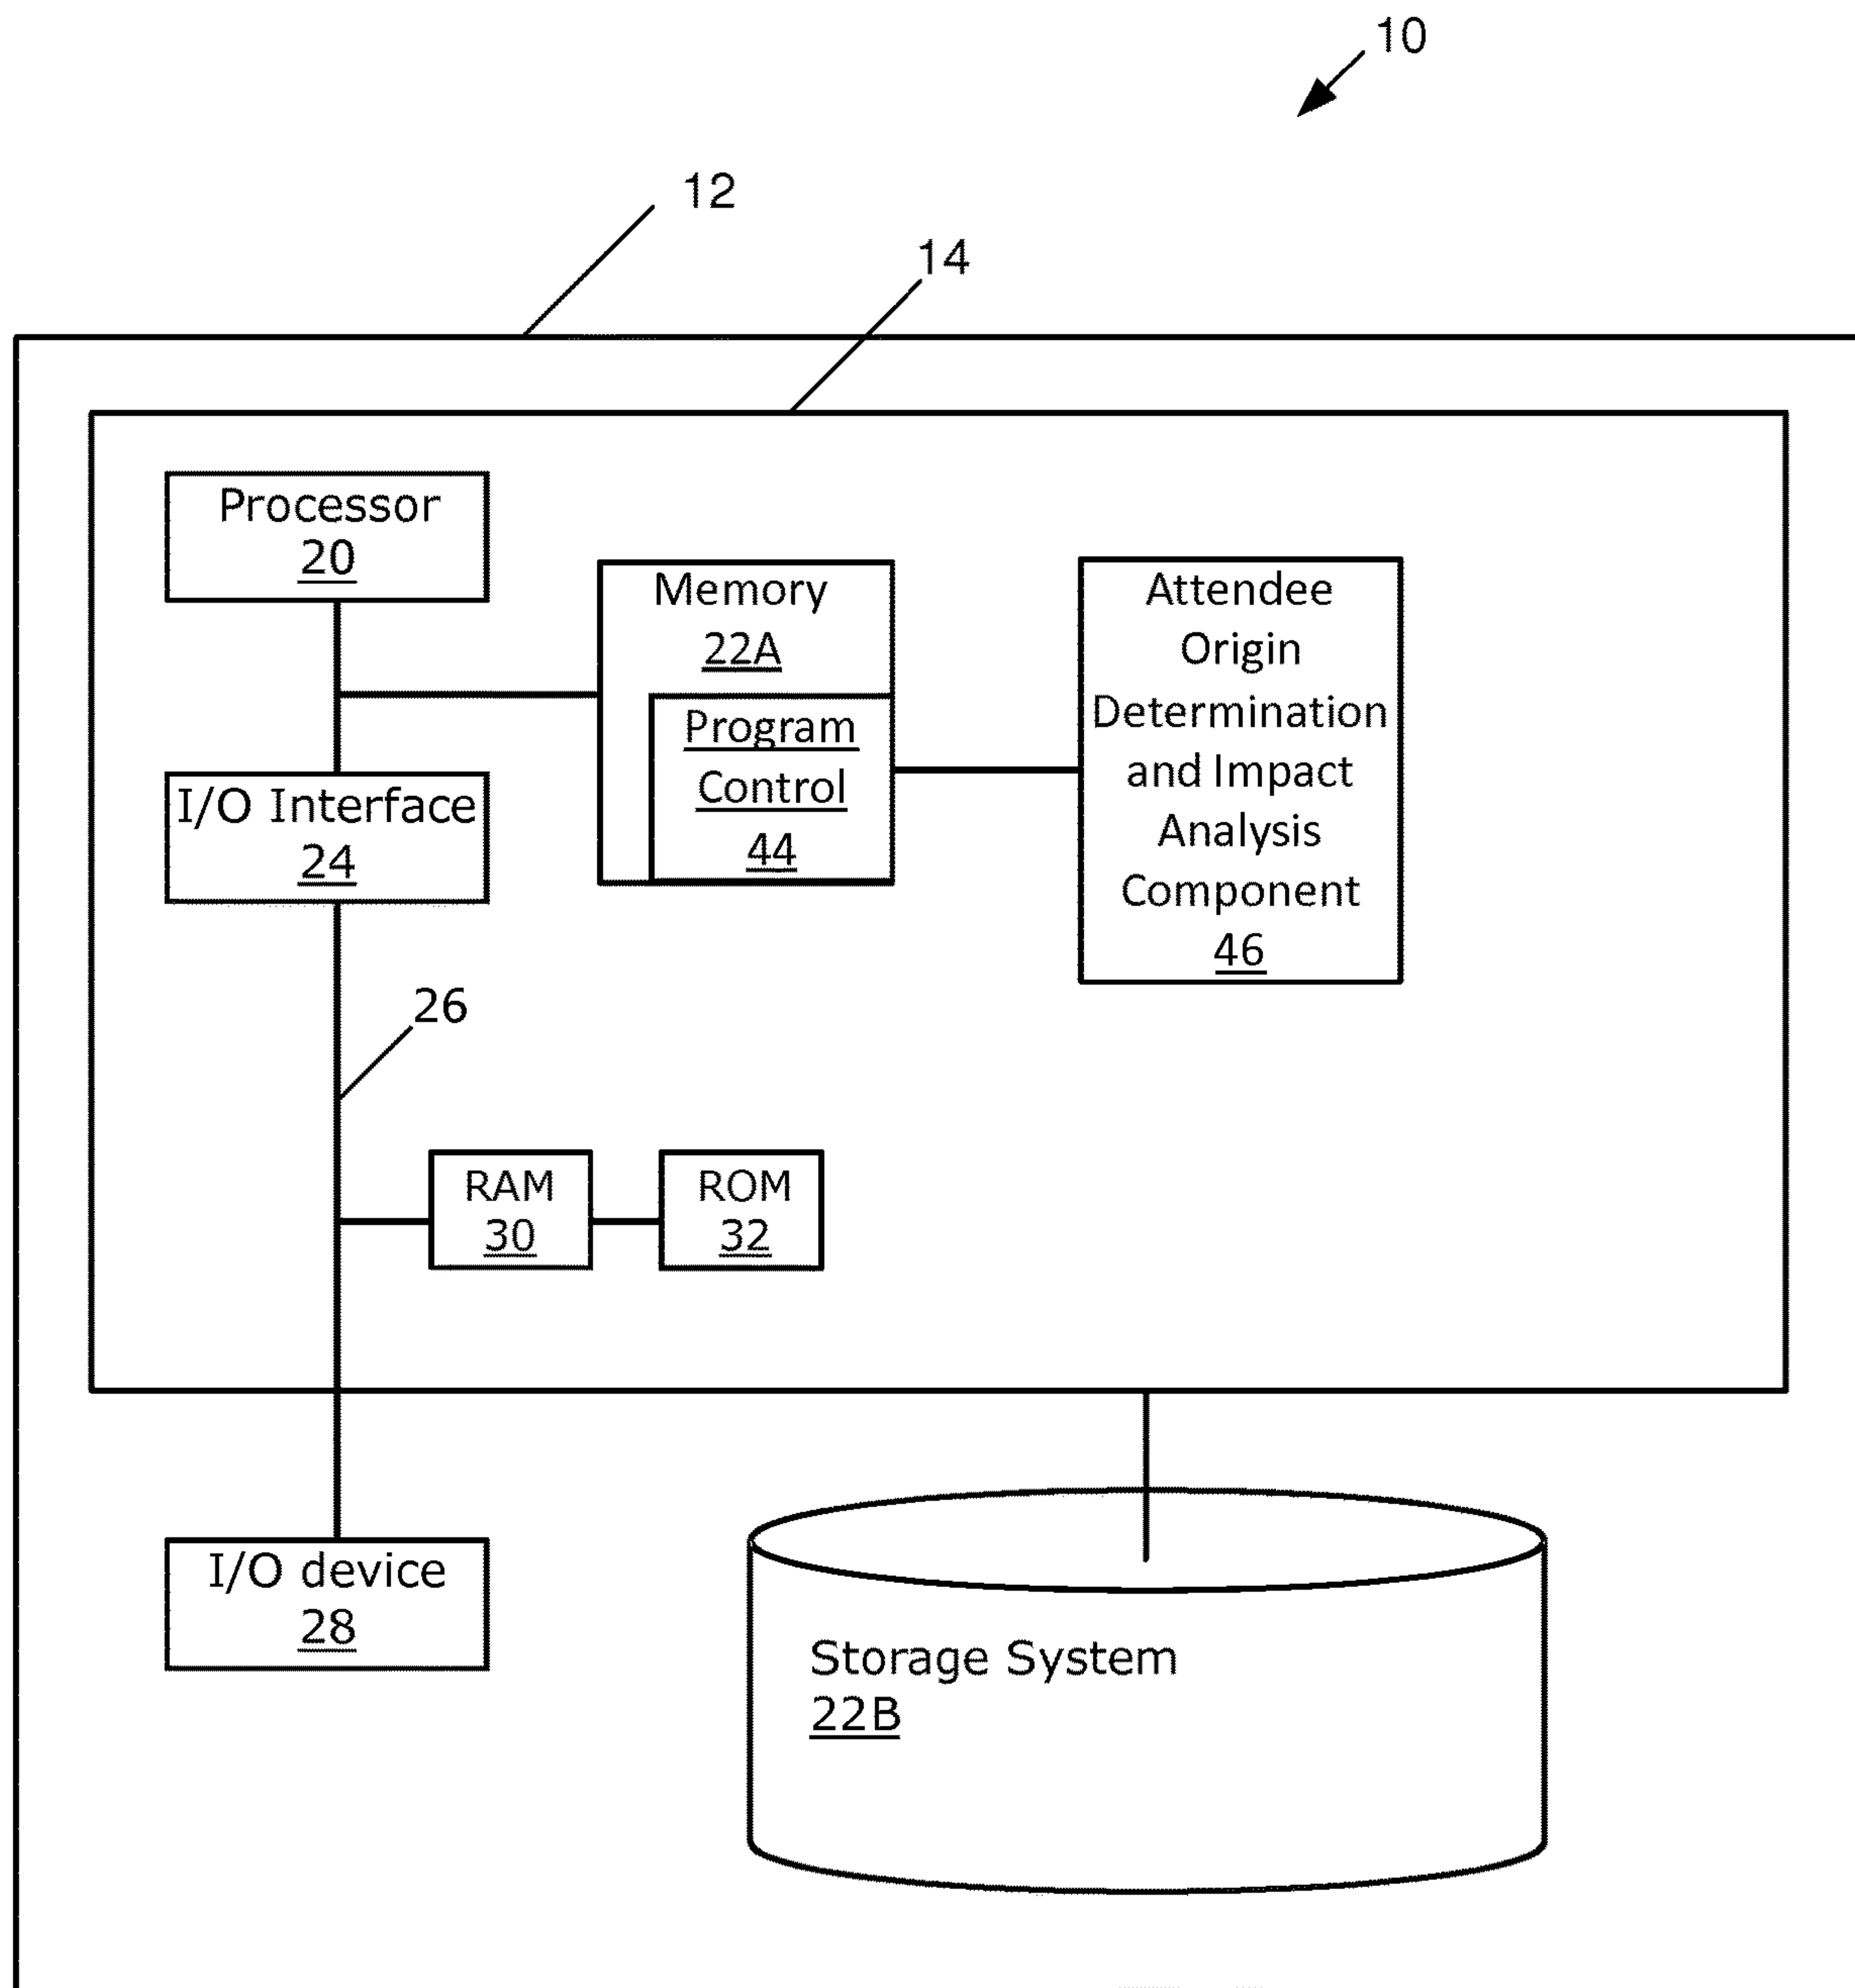 10
12
14
Processor
20
Memory
22A
Program
Control
44
Attendee
Origin
Determination
and Impact
Analysis
Component
46
I/O Interface
24
26
RAM
30
ROM
32
I/O device
28
Storage System
22B